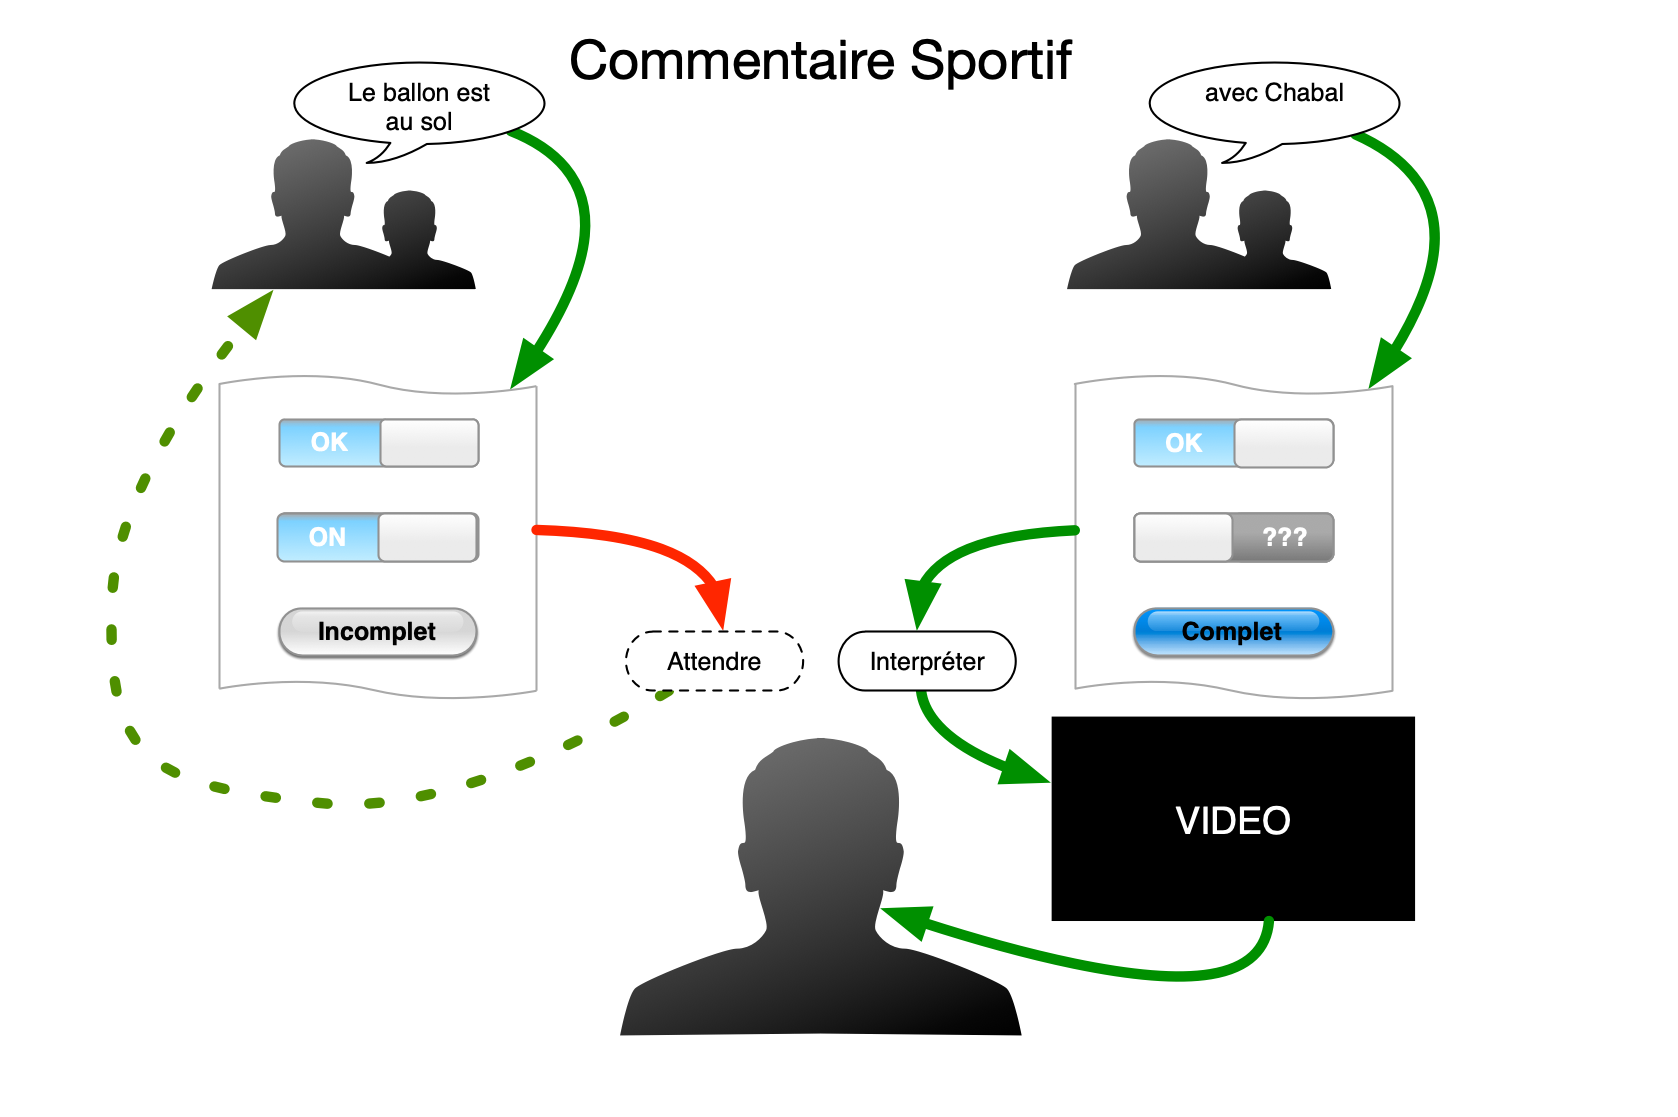 Commentaire Sportif
Le ballon est
au sol
avec Chabal
OK
ON
Incomplet
OK
???
Complet
Attendre
Interpréter
VIDEO